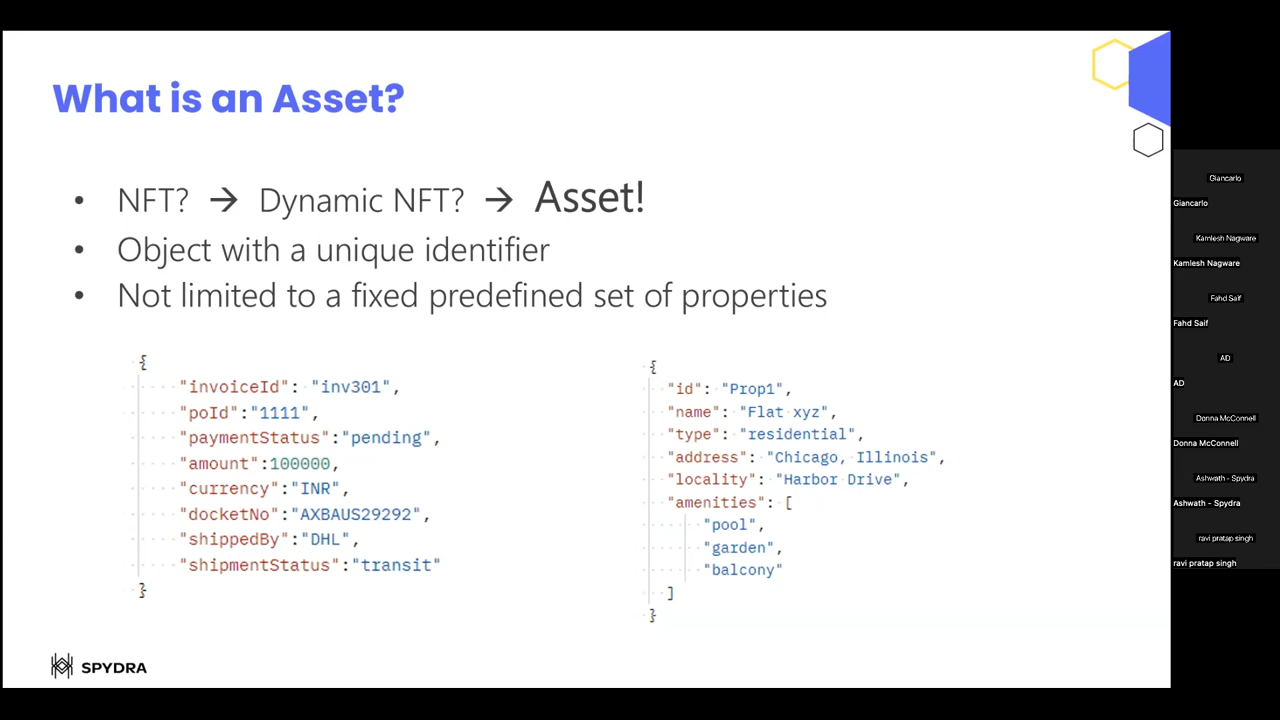 What is an Asset?
• NFT? → Dynamic NFT? → Asset!
• Object with a unique identifier
• Not limited to a fixed predefined set of properties
{
"invoiceId": "inv301",
"poId":"1111",
"paymentStatus":"pending",
"amount":100000,
"currency":"INR",
"docketNo":"AXBAUS29292",
"shippedBy":"DHL",
"shipmentStatus":"transit"
}
{
"id": "Prop1",
"name": "Flat xyz",
"type": "residential",
"address": "Chicago, Illinois",
"locality": "Harbor Drive",
"amenities": [
"pool",
"garden",
"balcony"
]
}
SPYDRA
Giancarlo
Giancarlo
Kamlesh Nagware
Kamlesh Nagware
Fahd Saif
Fahd Saif
AD
AD
Donna McConnell
Donna McConnell
Ashwath - Spydra
Ashwath - Spydra
ravi pratap singh
ravi pratap singh